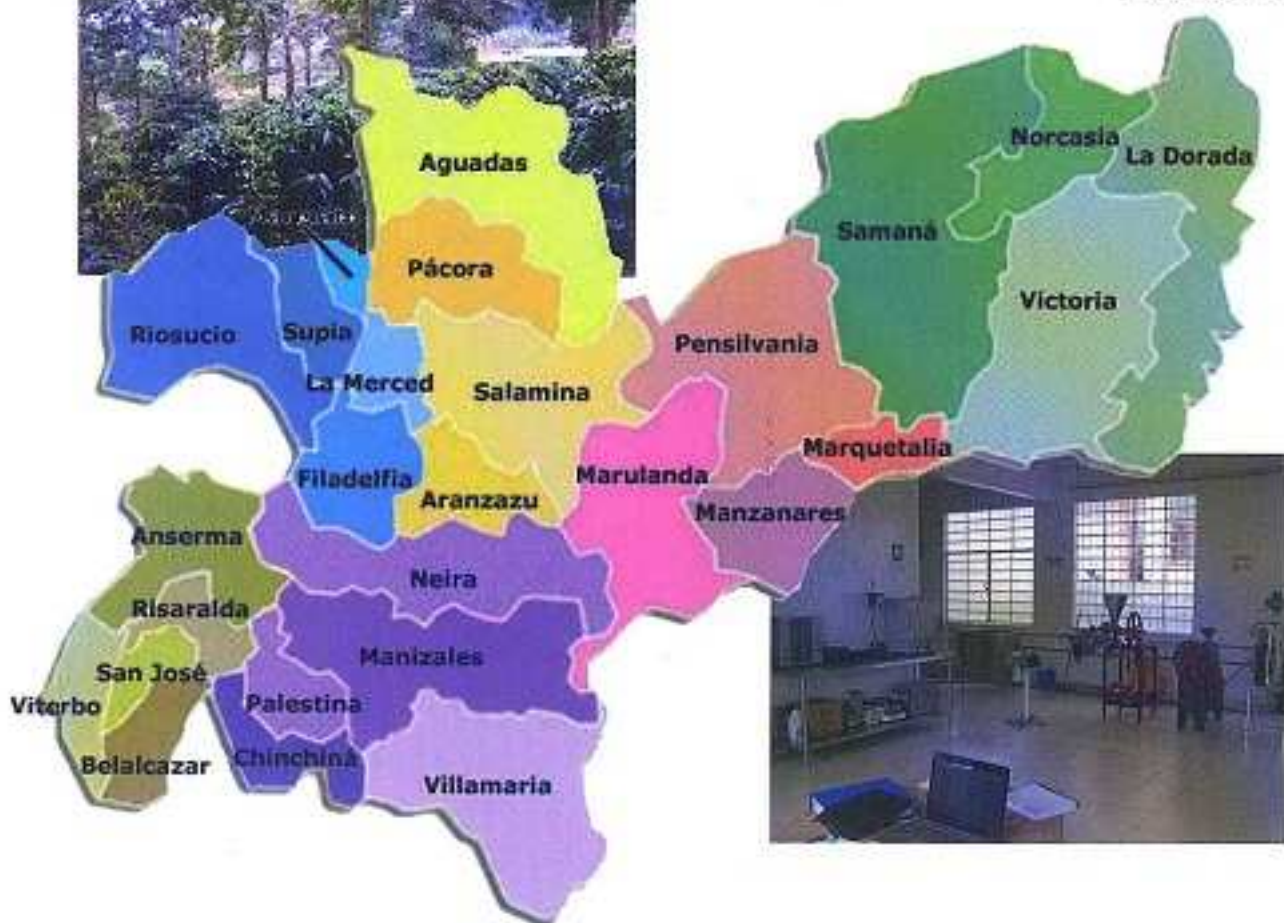 Aguadas
Norcasia
La Dorada
Samaná
Pácora
Victoria
Riosucio
Supia
Pensilvania
La Merced
Salamina
Marquetalia
Marulanda
Filadelfia
Aranzazu
Manzanares
Anserma
Neira
Risaralda
Manizales
San José
Palestina
Viterbo
Belalcazar
Chinchiná
Villamaria